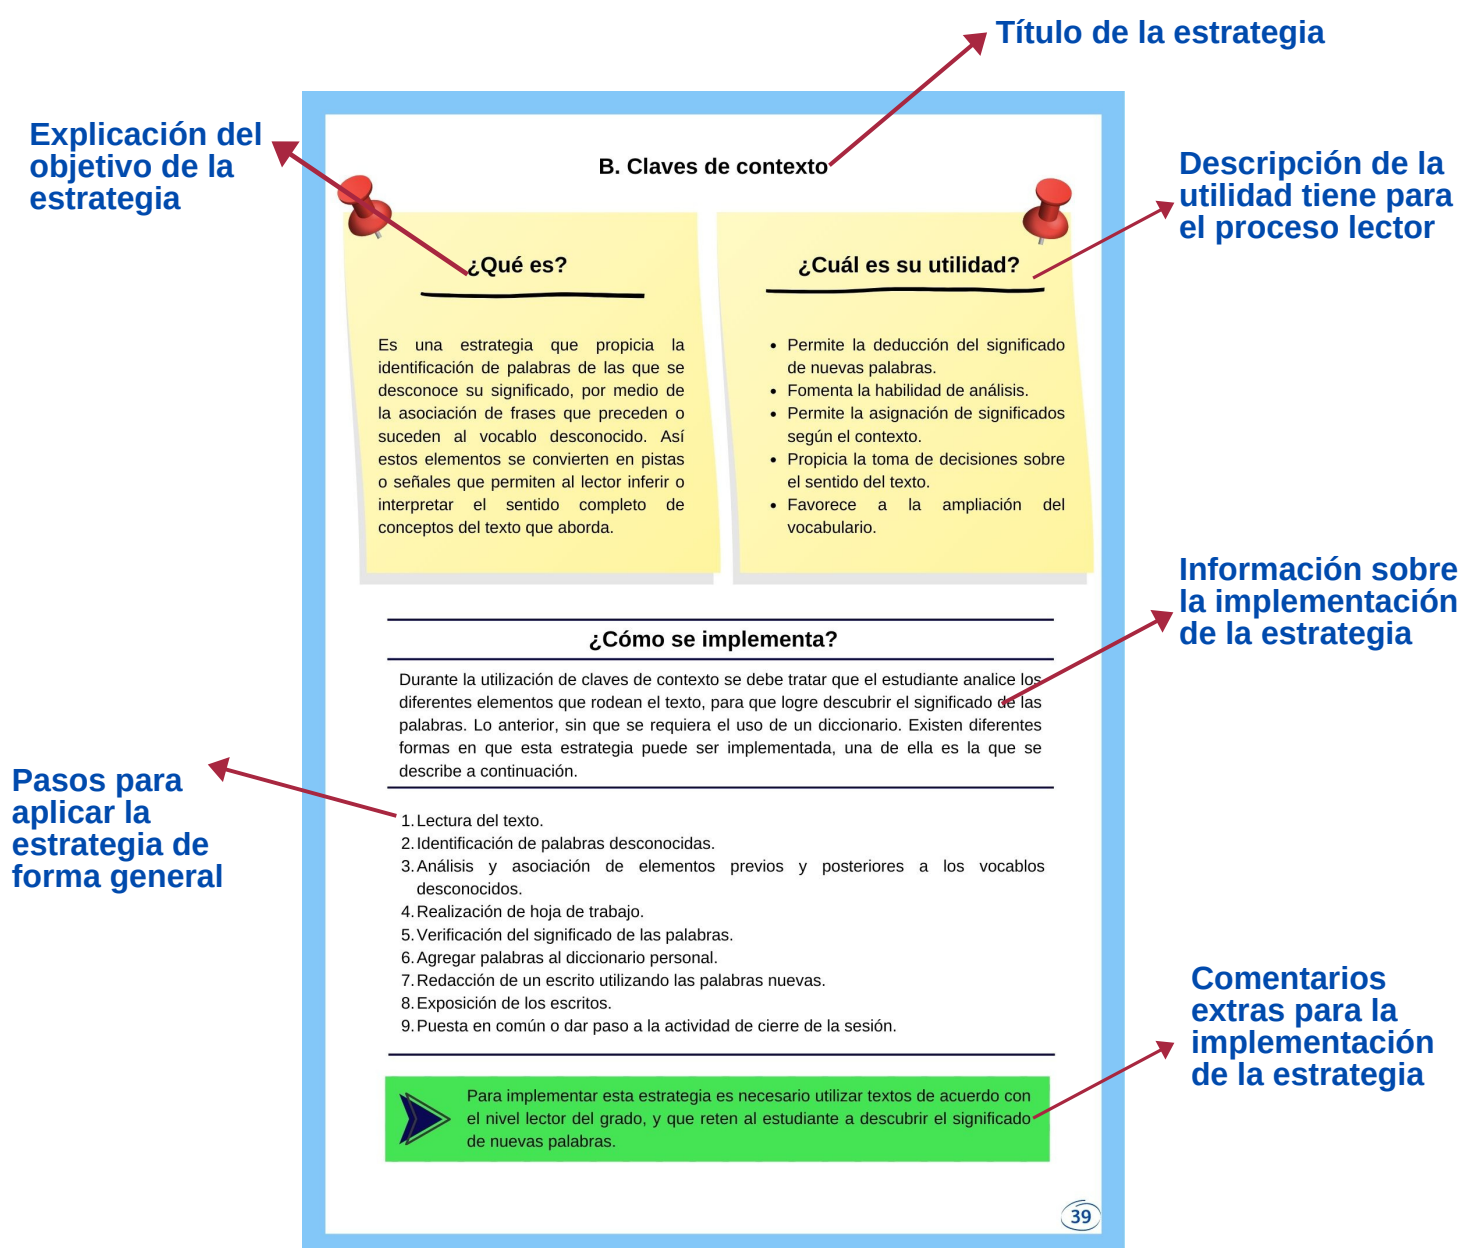 Título de la estrategia
Explicación del
objetivo de la
estrategia
Descripción de la
utilidad tiene para
el proceso lector
B. Claves de contexto
¿Qué es?
Es una estrategia que propicia la
identificación de palabras de las que se
desconoce su significado, por medio de
la asociación de frases que preceden o
suceden al vocablo desconocido. Así
estos elementos se convierten en pistas
o señales que permiten al lector inferir o
interpretar el sentido completo de
conceptos del texto que aborda.
¿Cuál es su utilidad?
• Permite la deducción del significado
de nuevas palabras.
• Fomenta la habilidad de análisis.
• Permite la asignación de significados
según el contexto.
• Propicia la toma de decisiones sobre
el sentido del texto.
• Favorece a la ampliación del
vocabulario.
Información sobre
la implementación
de la estrategia
¿Cómo se implementa?
Durante la utilización de claves de contexto se debe tratar que el estudiante analice los
diferentes elementos que rodean el texto, para que logre descubrir el significado de las
palabras. Lo anterior, sin que se requiera el uso de un diccionario. Existen diferentes
formas en que esta estrategia puede ser implementada, una de ella es la que se
describe a continuación.
Pasos para
aplicar la
estrategia de
forma general
1. Lectura del texto.
2. Identificación de palabras desconocidas.
3. Análisis y asociación de elementos previos y posteriores a los vocablos
desconocidos.
4. Realización de hoja de trabajo.
5. Verificación del significado de las palabras.
6. Agregar palabras al diccionario personal.
7. Redacción de un escrito utilizando las palabras nuevas.
8. Exposición de los escritos.
9. Puesta en común o dar paso a la actividad de cierre de la sesión.
Comentarios
extras para la
implementación
de la estrategia
Para implementar esta estrategia es necesario utilizar textos de acuerdo con
el nivel lector del grado, y que reten al estudiante a descubrir el significado
de nuevas palabras.
39